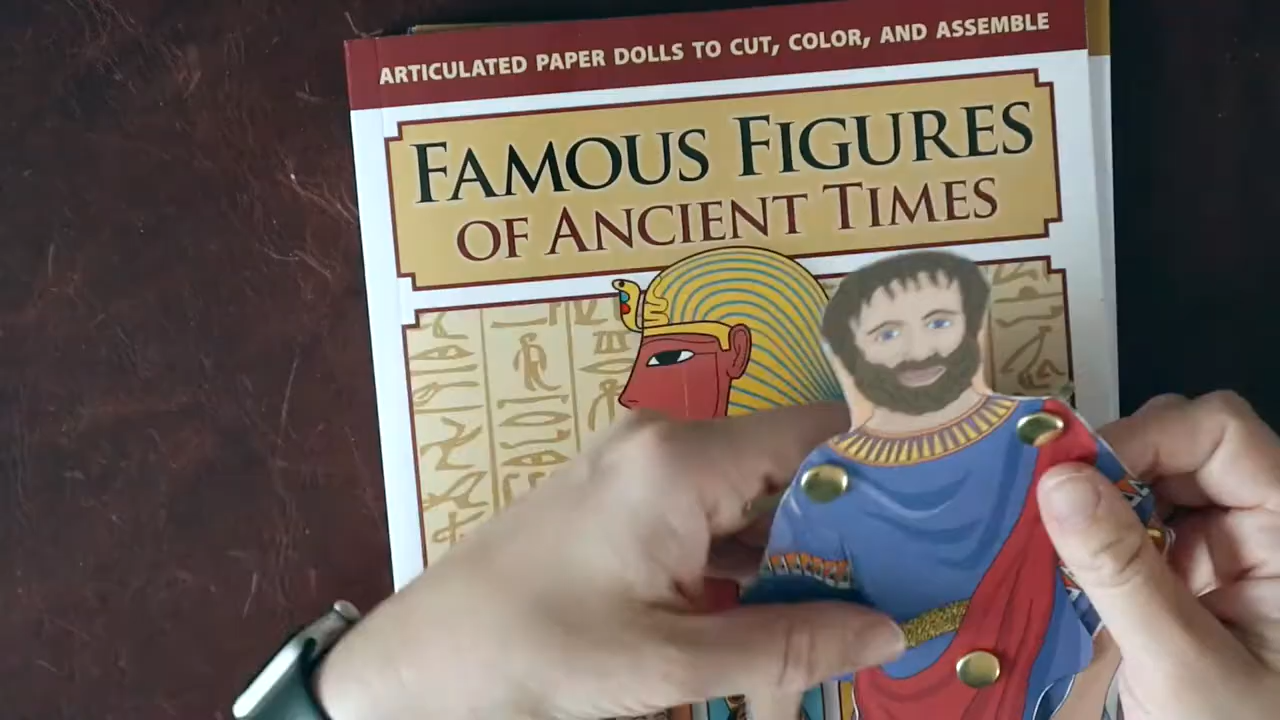 ARTICULATED PAPER DOLLS TO CUT, COLOR, AND ASSEMBLE
FAMOUS FIGURES
OF ANCIENT TIMES